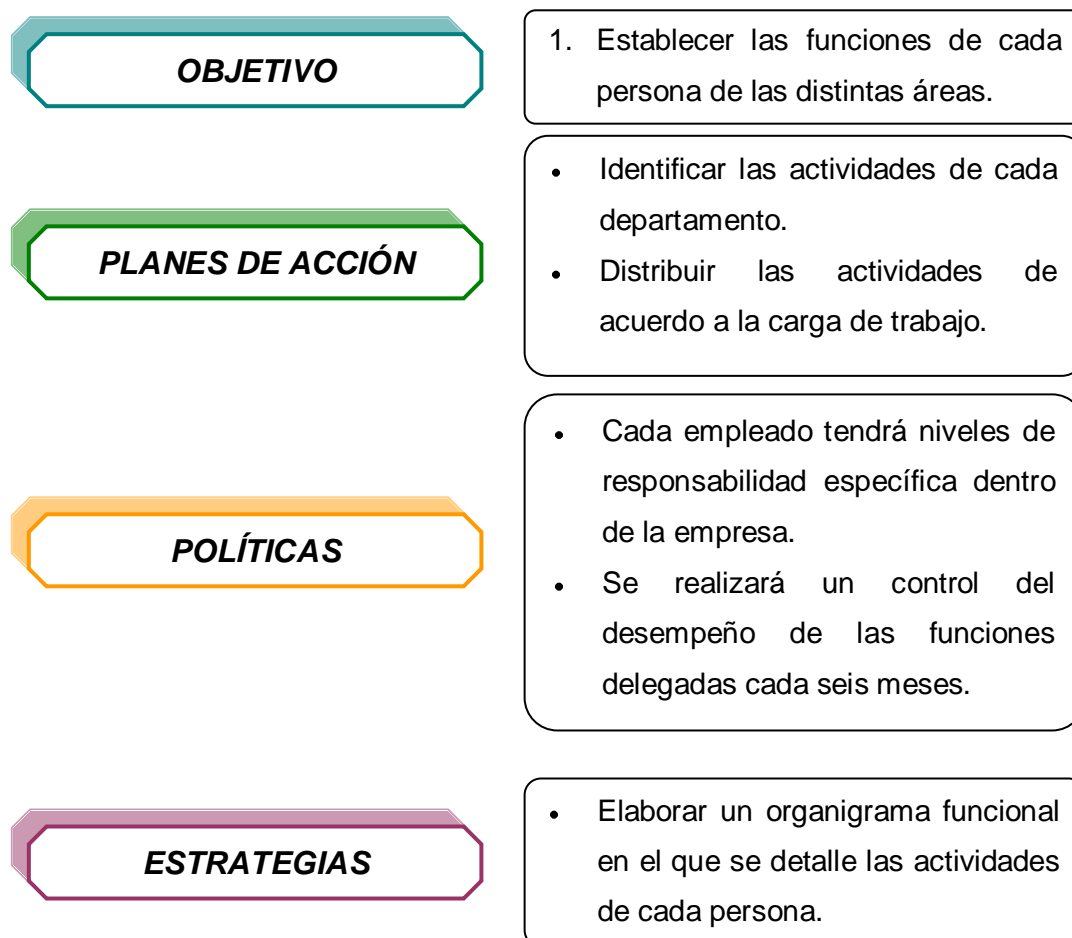 OBJETIVO
1. Establecer las funciones de cada
persona de las distintas áreas.
PLANES DE ACCIÓN
• Identificar las actividades de cada
departamento.
• Distribuir las actividades de
acuerdo a la carga de trabajo.
POLÍTICAS
• Cada empleado tendrá niveles de
responsabilidad específica dentro
de la empresa.
• Se realizará un control del
desempeño de las funciones
delegadas cada seis meses.
ESTRATEGIAS
• Elaborar un organigrama funcional
en el que se detalle las actividades
de cada persona.